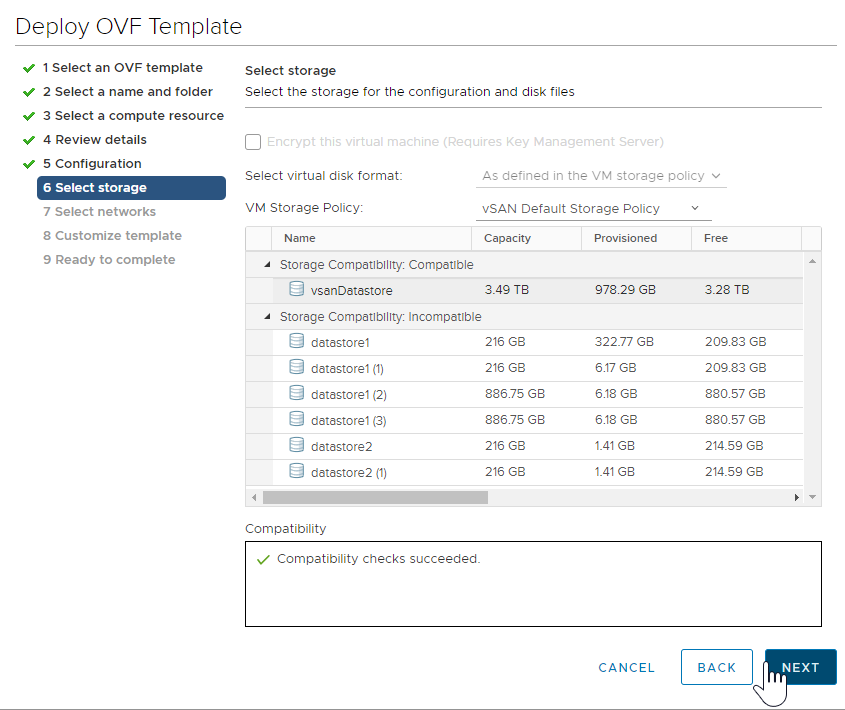 Deploy OVF Template
1 Select an OVF template
2 Select a name and folder
3 Select a compute resource
4 Review details
5 Configuration
6 Select storage
7 Select networks
8 Customize template
9 Ready to complete
Select storage
Select the storage for the configuration and disk files
Encrypt this virtual machine (Requires Key Management Server)
Select virtual disk format: As defined in the VM storage policy
VM Storage Policy: vSAN Default Storage Policy
Name Capacity Provisioned Free
Storage Compatibility: Compatible
vsanDatastore 3.49 TB 978.29 GB 3.28 TB
Storage Compatibility: Incompatible
datastore1 216 GB 322.77 GB 209.83 GB
datastore1 (1) 216 GB 6.17 GB 209.83 GB
datastore1 (2) 886.75 GB 6.18 GB 880.57 GB
datastore1 (3) 886.75 GB 6.18 GB 880.57 GB
datastore2 216 GB 1.41 GB 214.59 GB
datastore2 (1) 216 GB 1.41 GB 214.59 GB
Compatibility
Compatibility checks succeeded.
CANCEL BACK NEXT